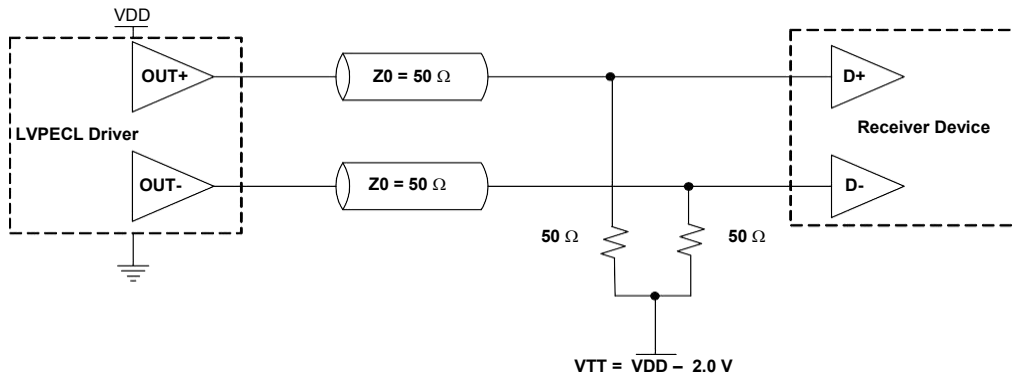 VDD
OUT+
Z0 = 50 Ω
D+
LVPECL Driver
Receiver Device
OUT-
Z0 = 50 Ω
D-
50 Ω
50 Ω
VTT = VDD – 2.0 V